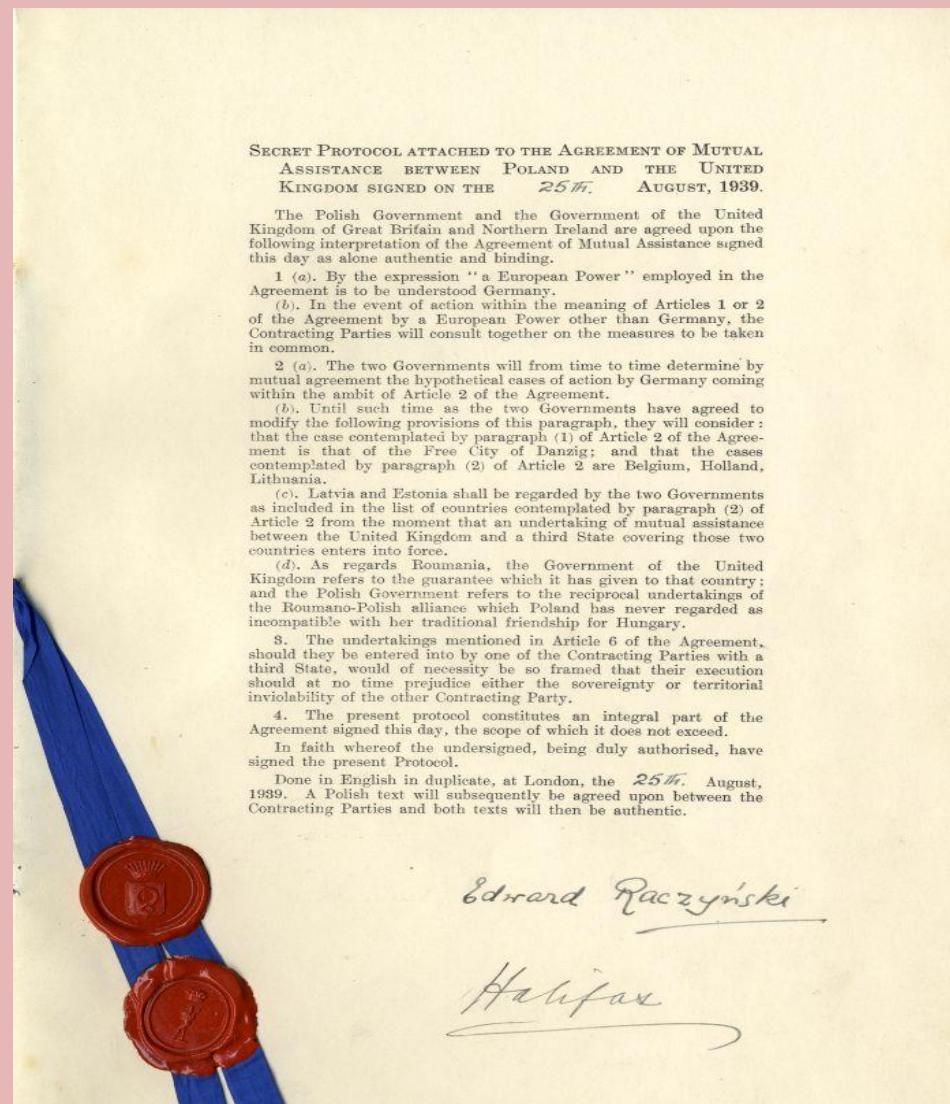 SECRET PROTOCOL ATTACHED TO THE AGREEMENT OF MUTUAL
ASSISTANCE BETWEEN POLAND AND THE UNITED
KINGDOM SIGNED ON THE 25TH. AUGUST, 1939.
The Polish Government and the Government of the United
Kingdom of Great Britain and Northern Ireland are agreed upon the
following interpretation of the Agreement of Mutual Assistance signed
this day as alone authentic and binding.
1 (a). By the expression "a European Power" employed in the
Agreement is to be understood Germany.
(b). In the event of action within the meaning of Articles 1 or 2
of the Agreement by a European Power other than Germany, the
Contracting Parties will consult together on the measures to be taken
in common.
2 (a). The two Governments will from time to time determine by
mutual agreement the hypothetical cases of action by Germany coming
within the ambit of Article 2 of the Agreement.
(b). Until such time as the two Governments have agreed to
modify the following provisions of this paragraph, they will consider :
that the case contemplated by paragraph (1) of Article 2 of the Agree-
ment is that of the Free City of Danzig; and that the cases
contemplated by paragraph (2) of Article 2 are Belgium, Holland,
Lithuania.
(c). Latvia and Estonia shall be regarded by the two Governments
as included in the list of countries contemplated by paragraph (2) of
Article 2 from the moment that an undertaking of mutual assistance
between the United Kingdom and a third State covering those two
countries enters into force.
(d). As regards Roumania, the Government of the United
Kingdom refers to the guarantee which it has given to that country;
and the Polish Government refers to the reciprocal undertakings of
the Roumano-Polish alliance which Poland has never regarded as
incompatible with her traditional friendship for Hungary.
3. The undertakings mentioned in Article 6 of the Agreement,
should they be entered into by one of the Contracting Parties with a
third State, would of necessity be so framed that their execution
should at no time prejudice either the sovereignty or territorial
inviolability of the other Contracting Party.
4. The present protocol constitutes an integral part of the
Agreement signed this day, the scope of which it does not exceed.
In faith whereof the undersigned, being duly authorised, have
signed the present Protocol.
Done in English in duplicate, at London, the 25TH. August,
1939. A Polish text will subsequently be agreed upon between the
Contracting Parties and both texts will then be authentic.
Edward Raczyński
Halifax